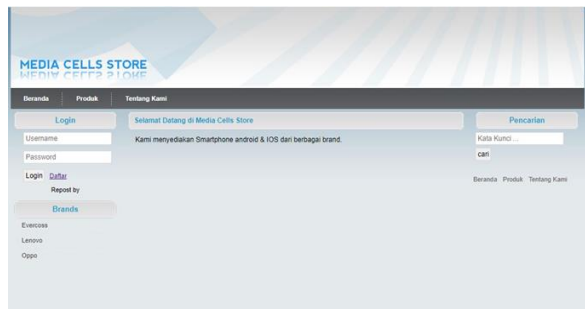 MEDIA CELLS STORE
Beranda Produk Tentang Kami
Login
Username
Password
Login Daftar
Repost by
Brands
Evercoss
Lenovo
Oppo
Selamat Datang di Media Cells Store
Kami menyediakan Smartphone android & IOS dari berbagai brand.
Pencarian
Kata Kunci ...
cari
Beranda Produk Tentang Kami